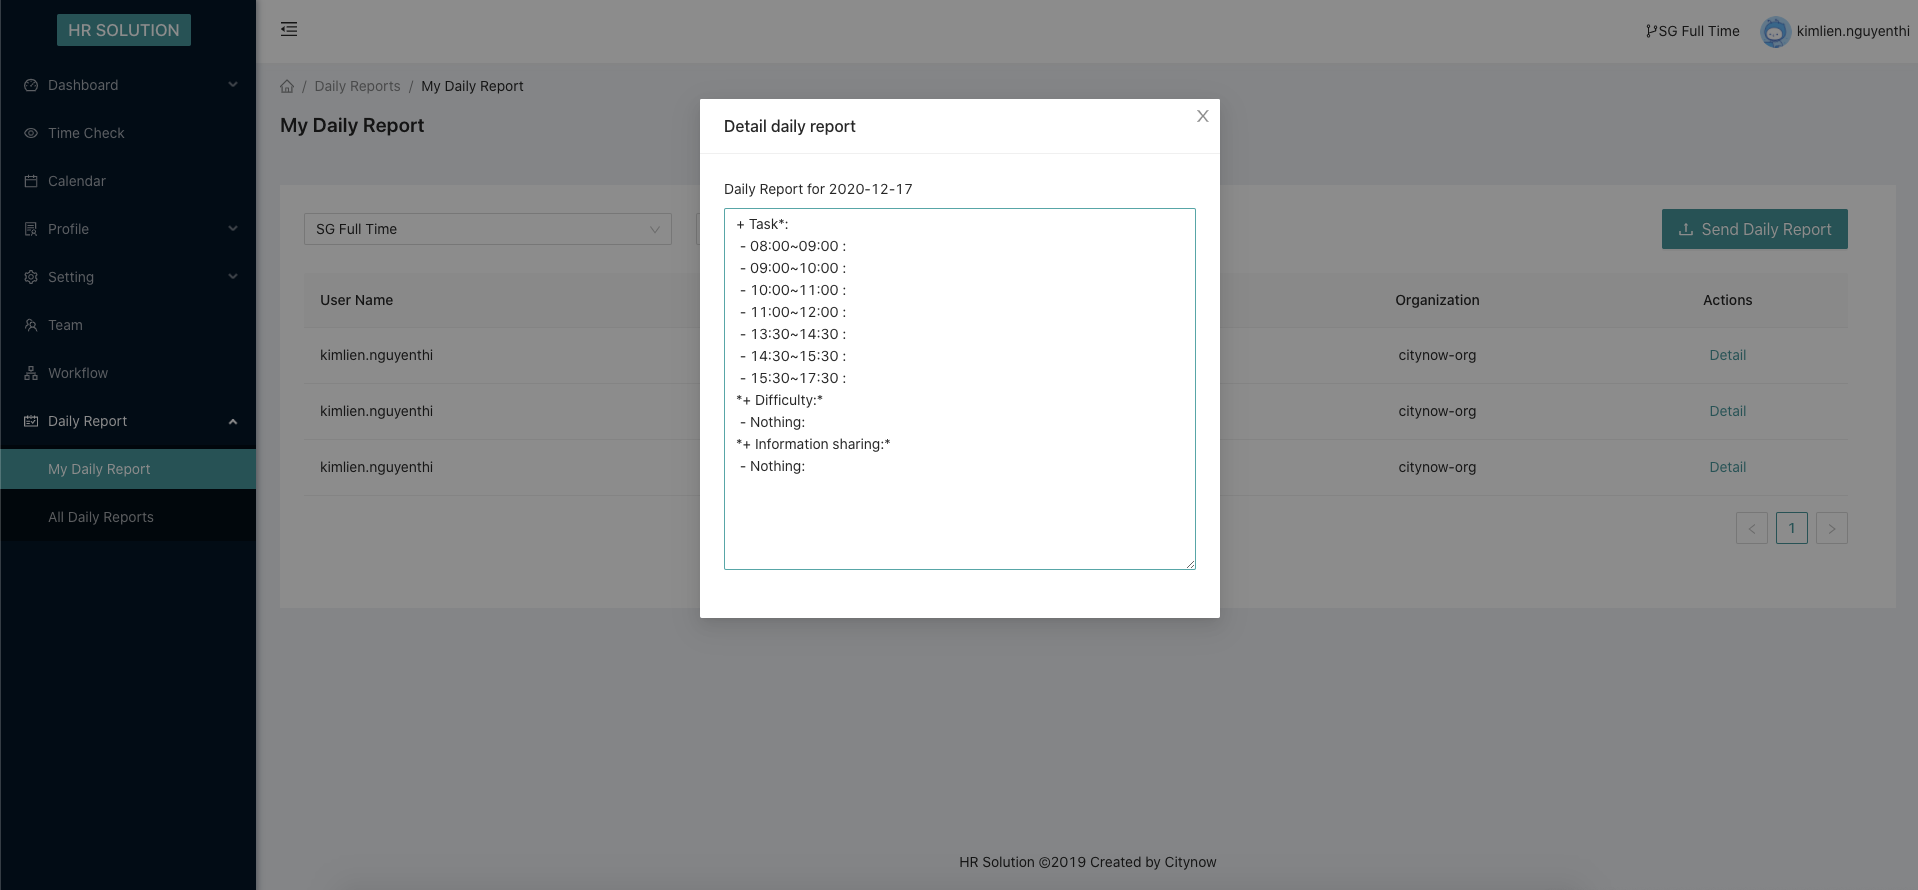 HR SOLUTION
Dashboard
Time Check
Calendar
Profile
Setting
Team
Workflow
Daily Report
My Daily Report
All Daily Reports
SG Full Time
kimlien.nguyenthi
/ Daily Reports / My Daily Report
My Daily Report
SG Full Time
Send Daily Report
User Name
Organization
Actions
kimlien.nguyenthi
citynow-org
Detail
kimlien.nguyenthi
citynow-org
Detail
kimlien.nguyenthi
citynow-org
Detail
< 1 >
Detail daily report
X
Daily Report for 2020-12-17
+ Task*:
- 08:00~09:00 :
- 09:00~10:00 :
- 10:00~11:00 :
- 11:00~12:00 :
- 13:30~14:30 :
- 14:30~15:30 :
- 15:30~17:30 :
*+ Difficulty:*
- Nothing:
*+ Information sharing:*
- Nothing:
HR Solution ©2019 Created by Citynow